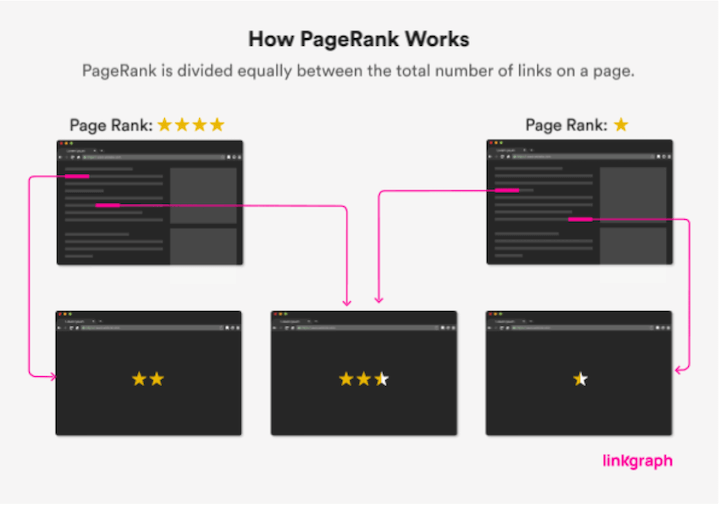 How PageRank Works
PageRank is divided equally between the total number of links on a page.
Page Rank:
Page Rank:
linkgraph